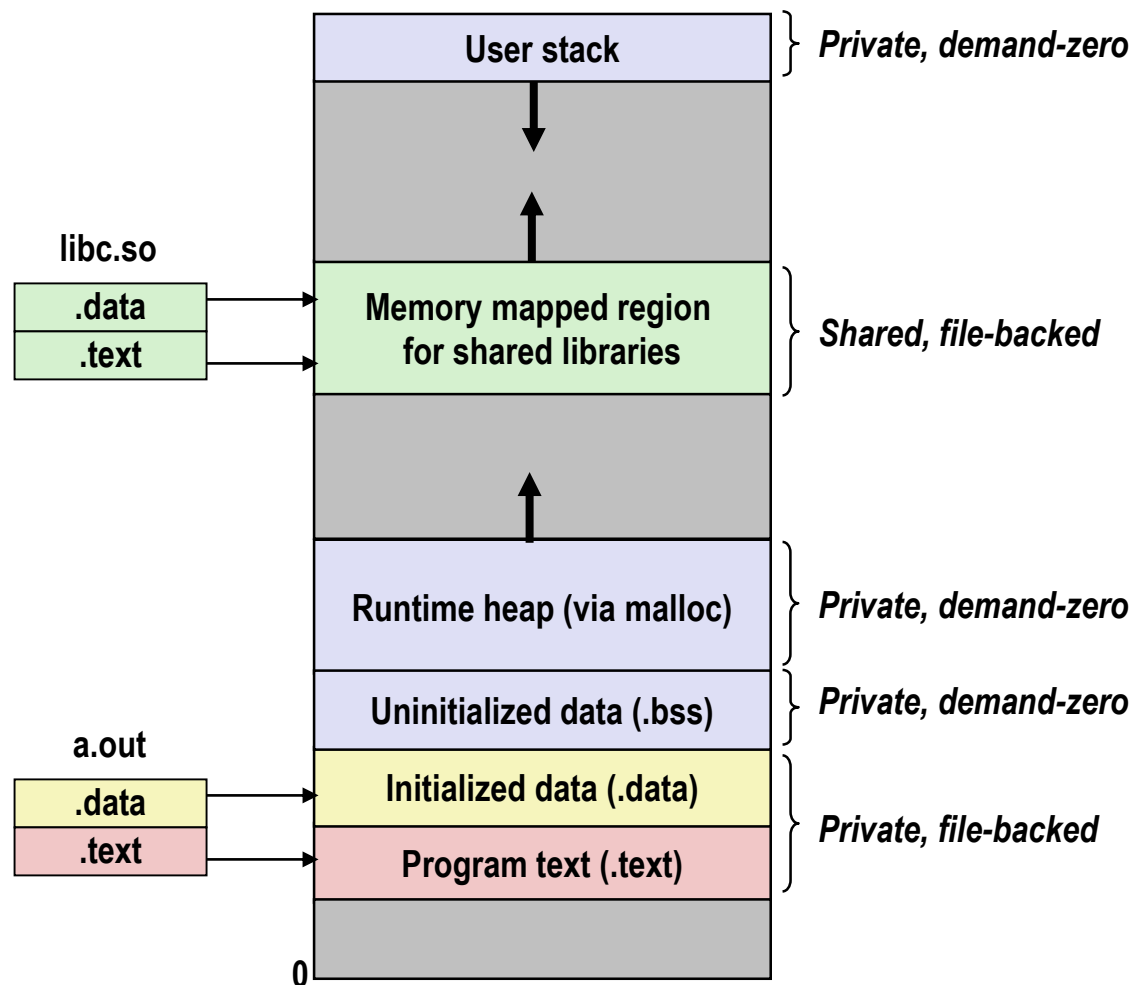 User stack
Private, demand-zero
libc.so
.data
.text
Memory mapped region
for shared libraries
Shared, file-backed
Runtime heap (via malloc)
Private, demand-zero
Uninitialized data (.bss)
Private, demand-zero
a.out
.data
.text
Initialized data (.data)
Program text (.text)
Private, file-backed
0